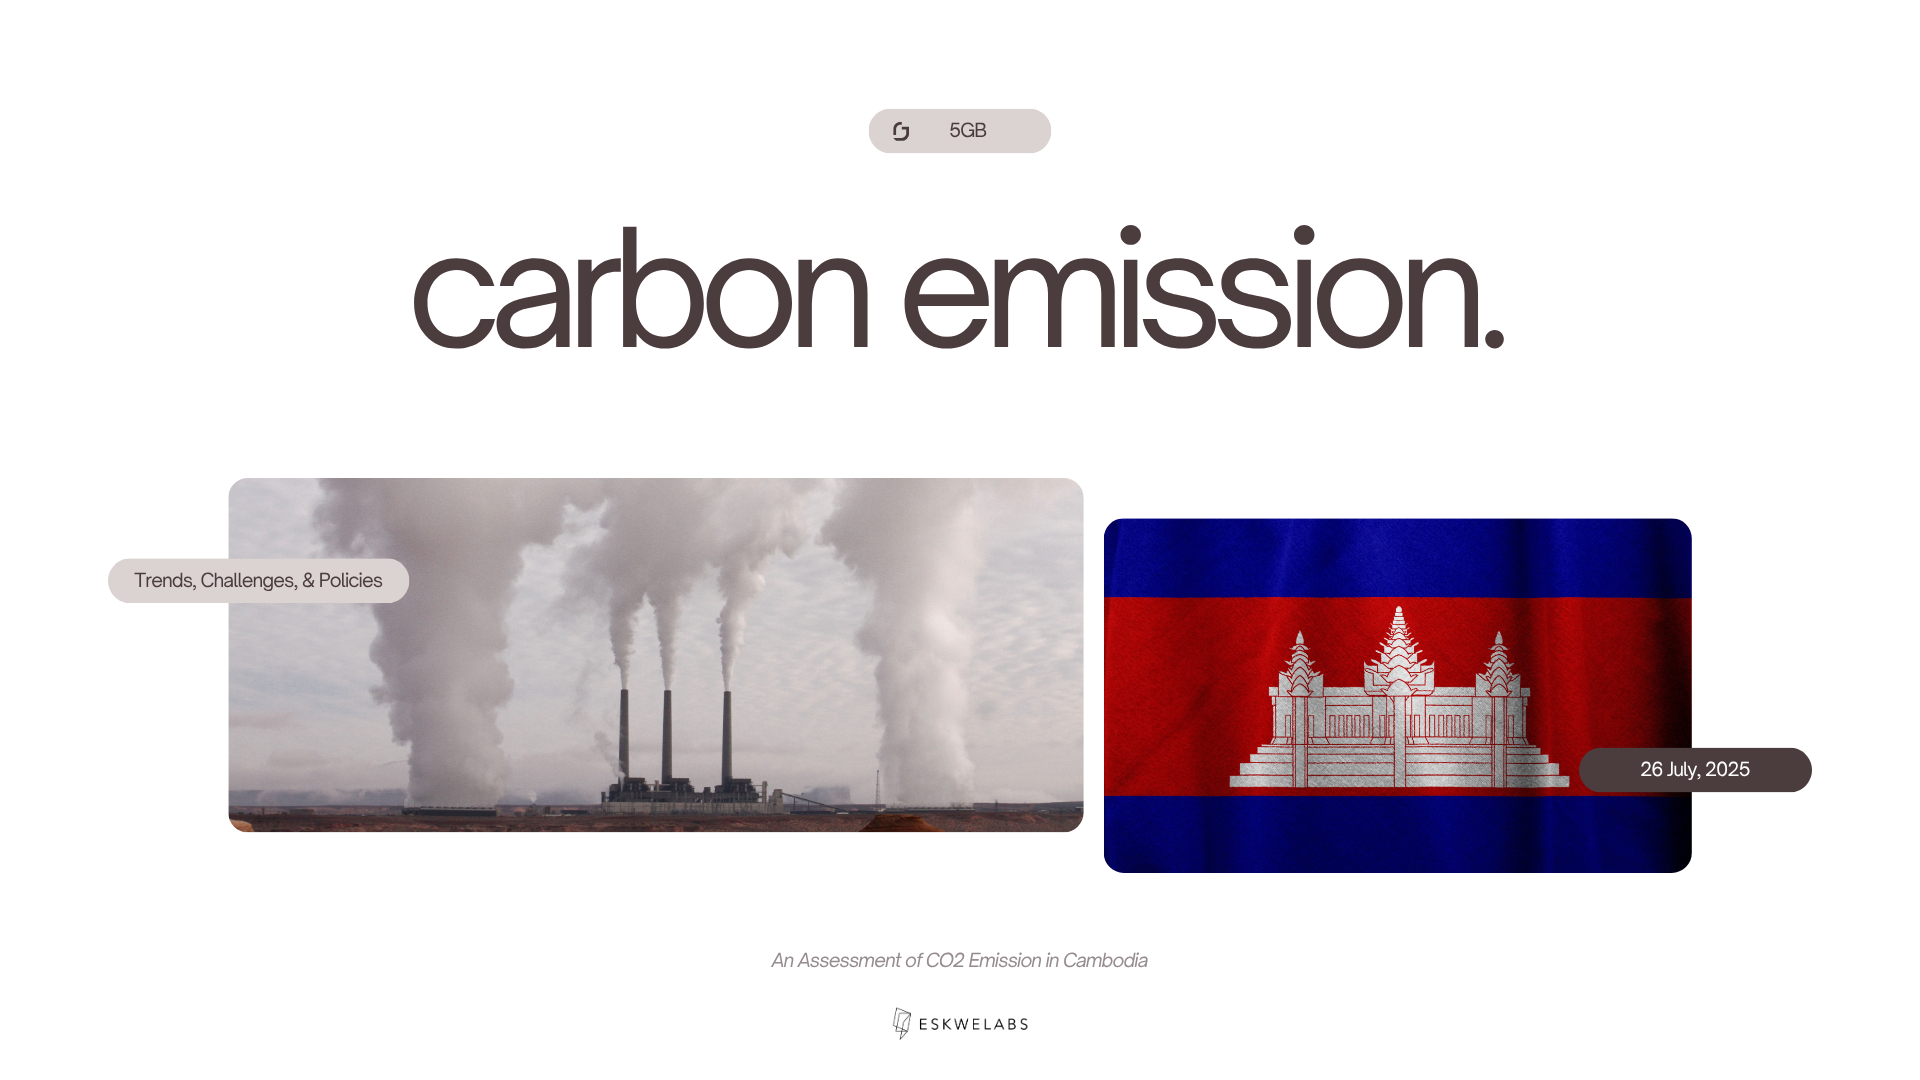 5GB
carbon emission.
Trends, Challenges, & Policies
26 July, 2025
An Assessment of CO2 Emission in Cambodia
ESKWELABS